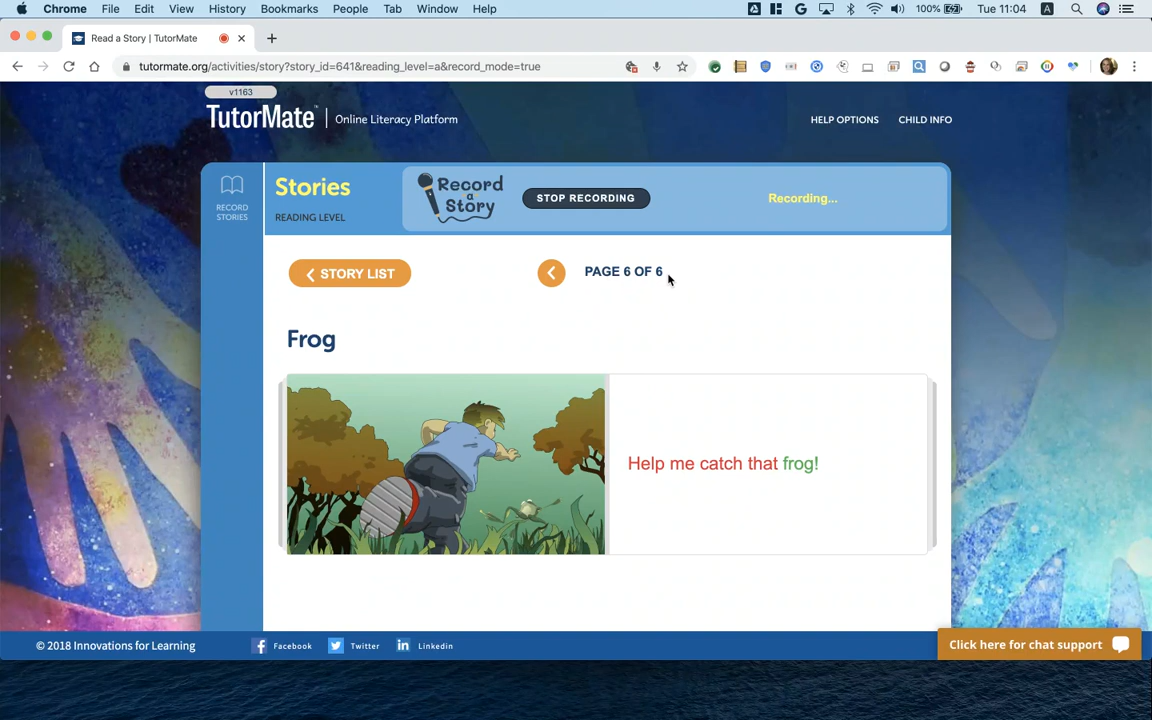 Chrome File Edit View History Bookmarks People Tab Window Help 100% Tue 11:04 A
Read a Story | TutorMate
tutormate.org/activities/story?story_id=641&reading_level=a&record_mode=true
v1163
TutorMate™ | Online Literacy Platform HELP OPTIONS CHILD INFO
RECORD STORIES
Stories
READING LEVEL
Record a Story
STOP RECORDING
Recording...
STORY LIST
PAGE 6 OF 6
Frog
Help me catch that frog!
© 2018 Innovations for Learning Facebook Twitter Linkedin
Click here for chat support